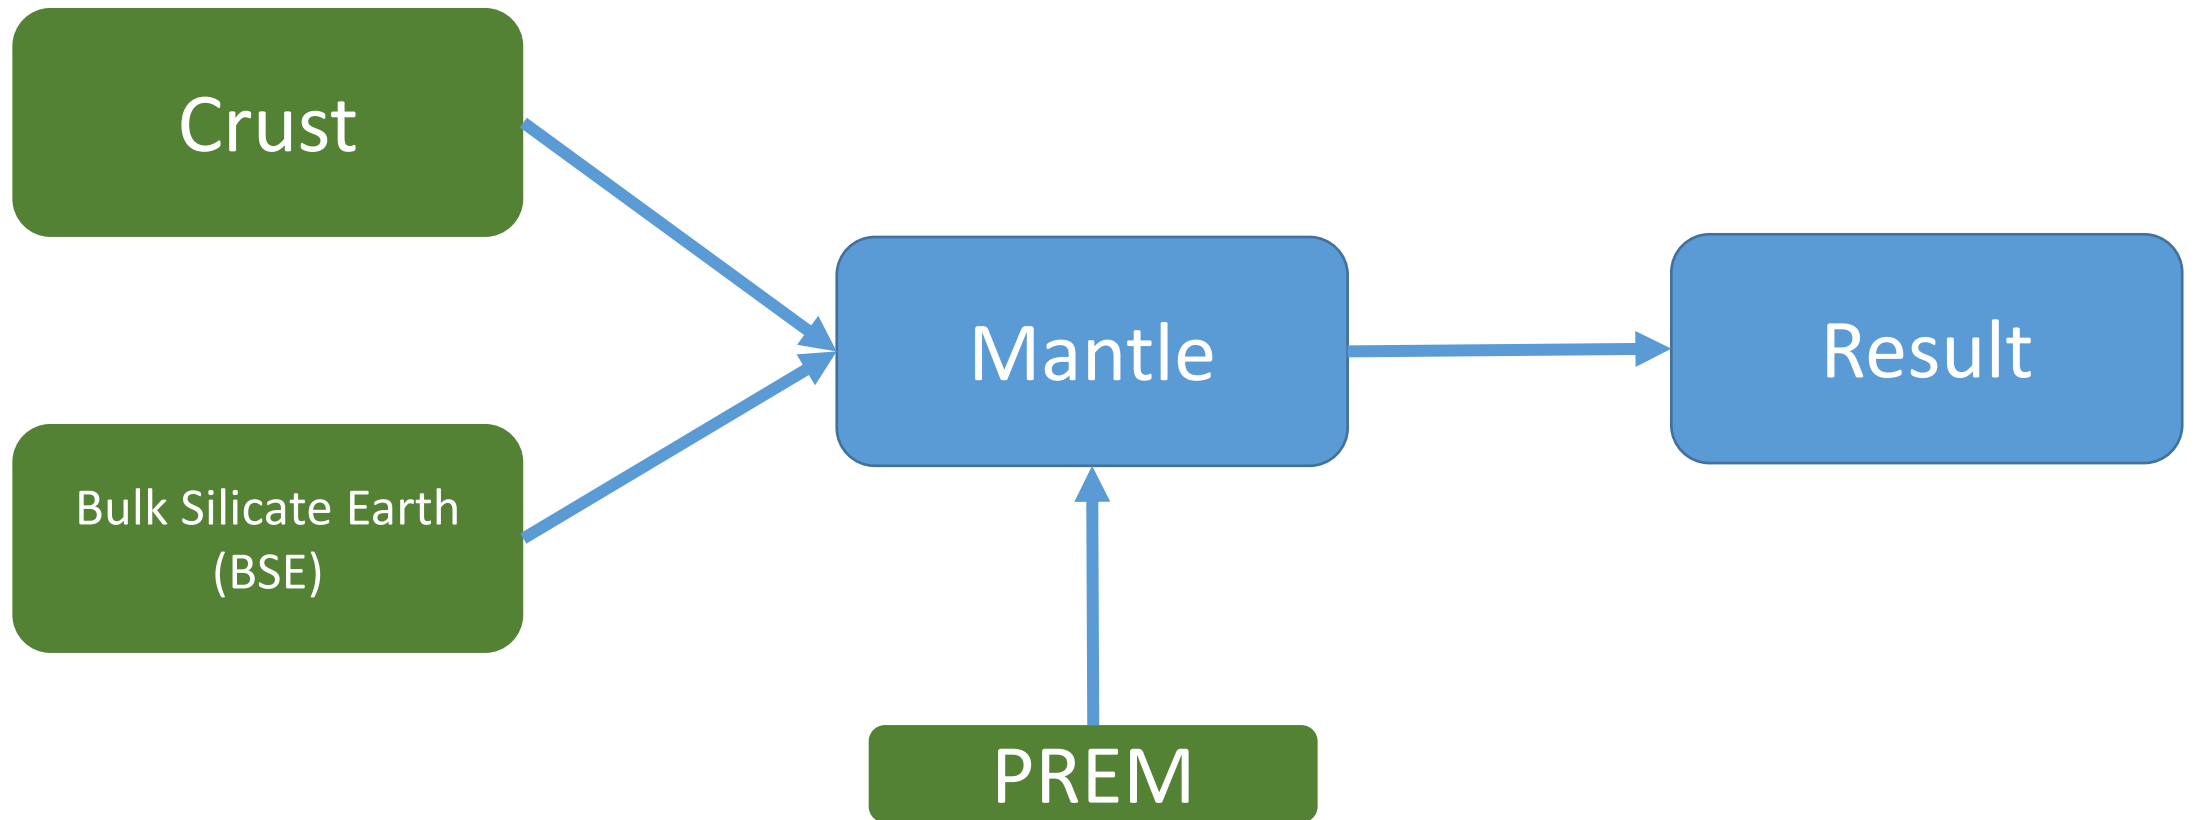 Crust
Mantle
Result
Bulk Silicate Earth
(BSE)
PREM